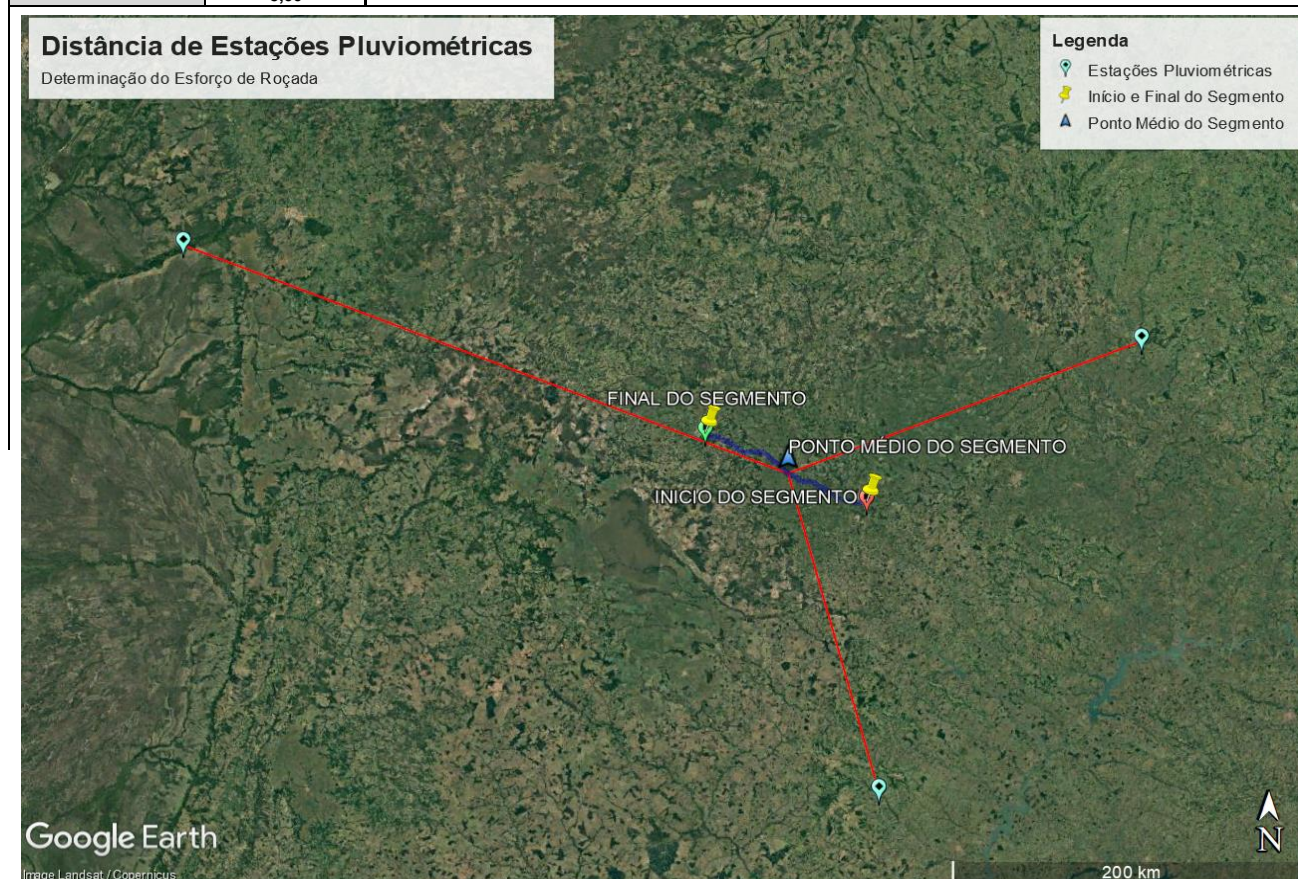 Distância de Estações Pluviométricas
Determinação do Esforço de Roçada
Legenda
Estações Pluviométricas
Início e Final do Segmento
Ponto Médio do Segmento
FINAL DO SEGMENTO
PONTO MÉDIO DO SEGMENTO
INICIO DO SEGMENTO
Google Earth
N
Image Landsat / Copernicus
200 km